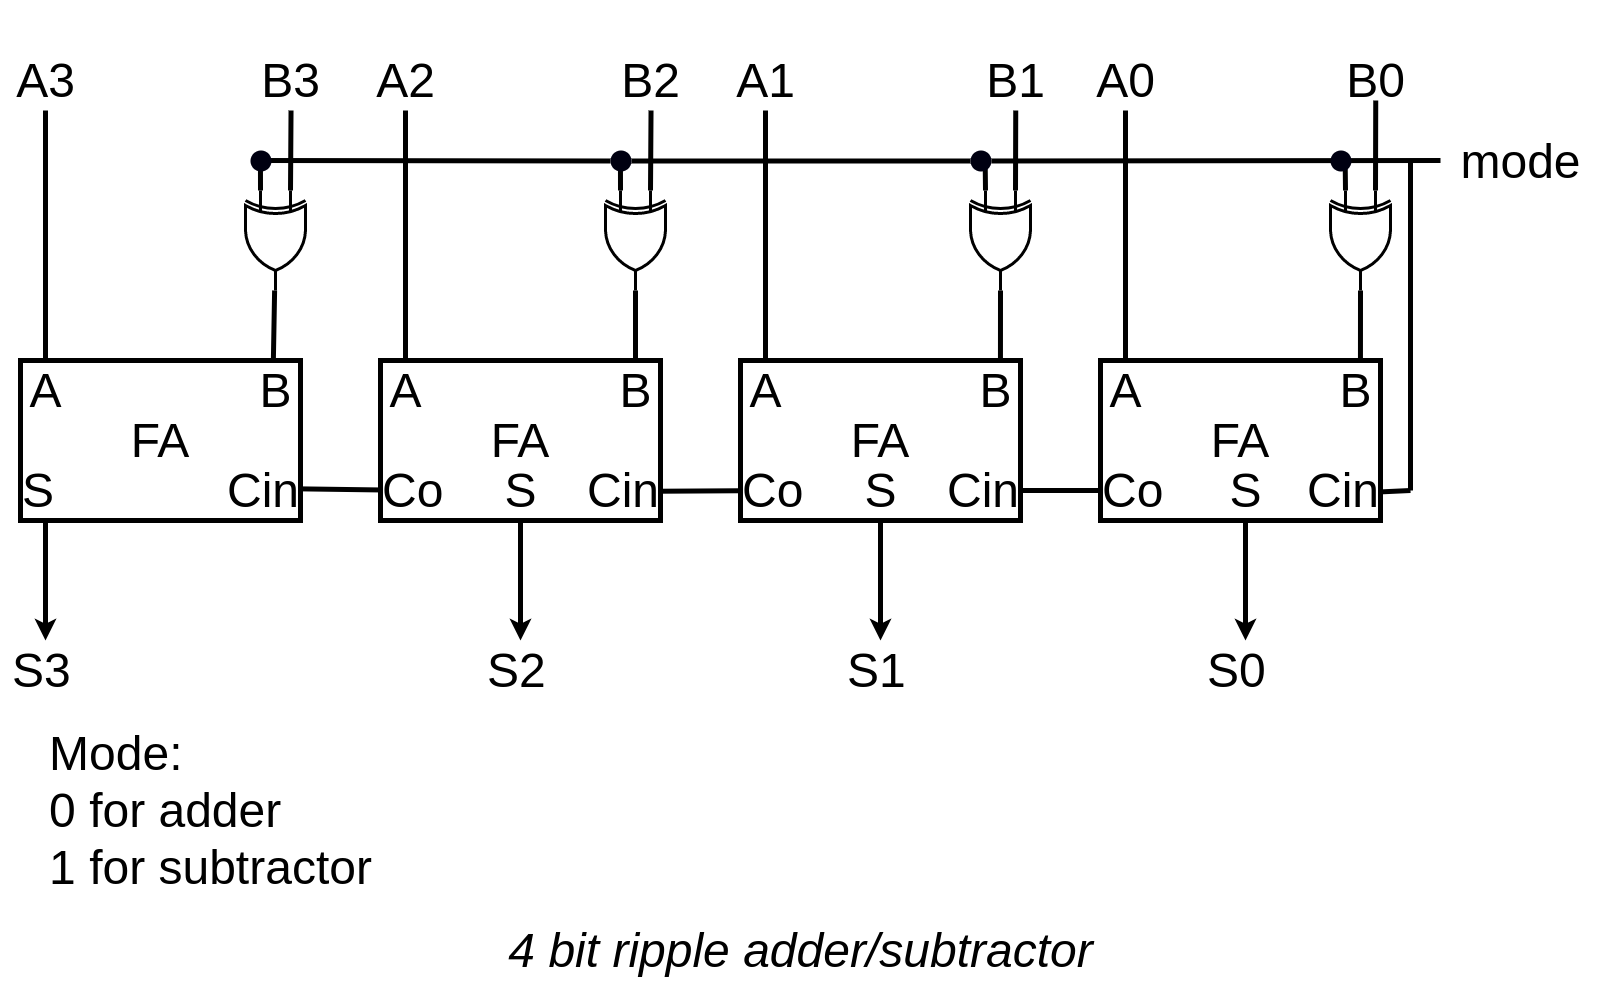 A3 B3 A2 B2 A1 B1 A0 B0
mode
A B A B A B A B
FA FA FA FA
S Cin Co S Cin Co S Cin Co S Cin
S3 S2 S1 S0
Mode:
0 for adder
1 for subtractor
4 bit ripple adder/subtractor